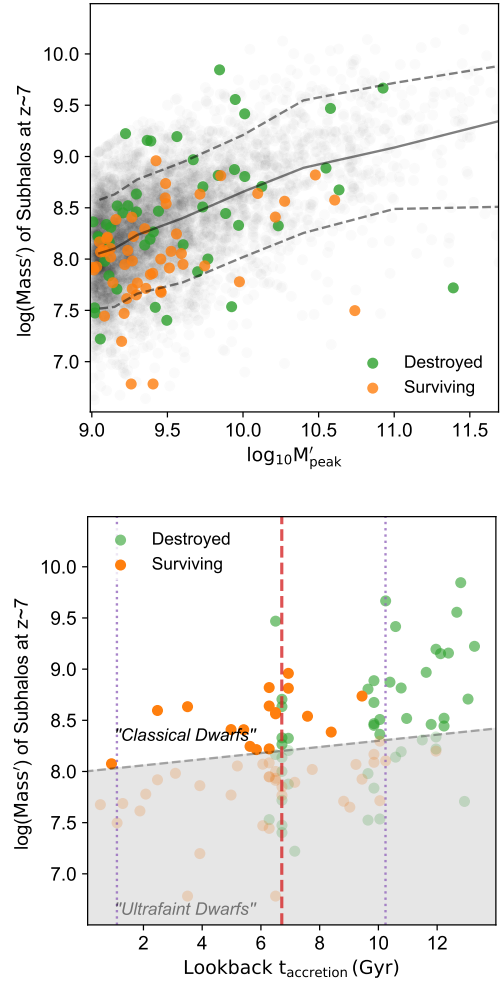 log(Mass′) of Subhalos at z~7
10.0
9.5
9.0
8.5
8.0
7.5
7.0
Destroyed
Surviving
9.0 9.5 10.0 10.5 11.0 11.5
log₁₀M′peak
log(Mass′) of Subhalos at z~7
10.0
9.5
9.0
8.5
8.0
7.5
7.0
Destroyed
Surviving
"Classical Dwarfs"
"Ultrafaint Dwarfs"
2 4 6 8 10 12
Lookback taccretion (Gyr)